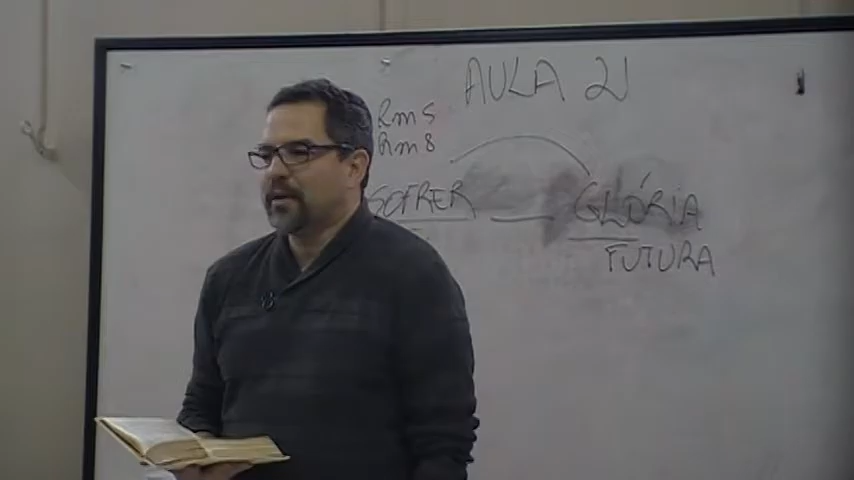 AULA 21
Rm 5
Rm 8
SOFRER — GLÓRIA
FUTURA